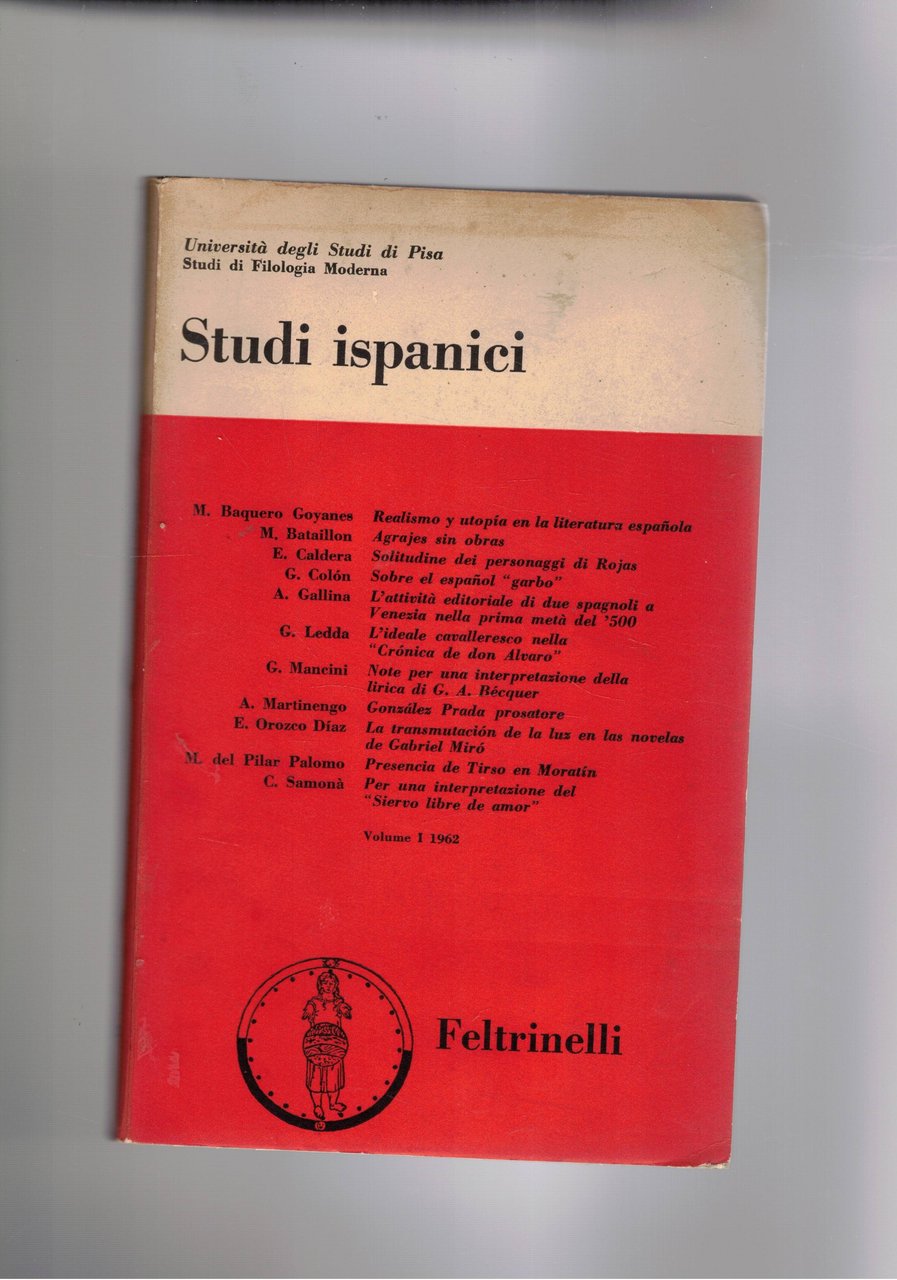 Università degli Studi di Pisa
Studi di Filologia Moderna
Studi ispanici
M. Baquero Goyanes Realismo y utopía en la literatura española
M. Bataillon Agrajes sin obras
E. Caldera Solitudine dei personaggi di Rojas
G. Colón Sobre el español "garbo"
A. Gallina L'attività editoriale di due spagnoli a
Venezia nella prima metà del '500
G. Ledda L'ideale cavalleresco nella
"Crónica de don Alvaro"
G. Mancini Note per una interpretazione della
lirica di G. A. Bécquer
A. Martinengo González Prada prosatore
E. Orozco Díaz La transmutación de la luz en las novelas
de Gabriel Miró
M. del Pilar Palomo Presencia de Tirso en Moratín
C. Samonà Per una interpretazione del
"Siervo libre de amor"
Volume I 1962
Feltrinelli